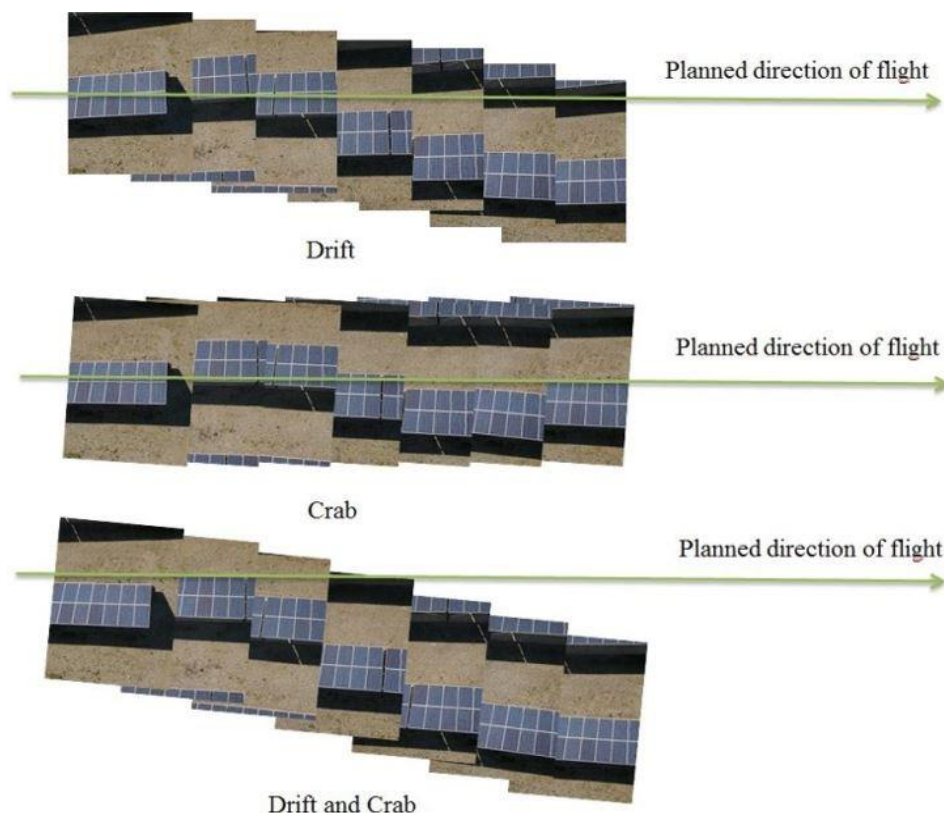 Planned direction of flight
Drift
Planned direction of flight
Crab
Planned direction of flight
Drift and Crab